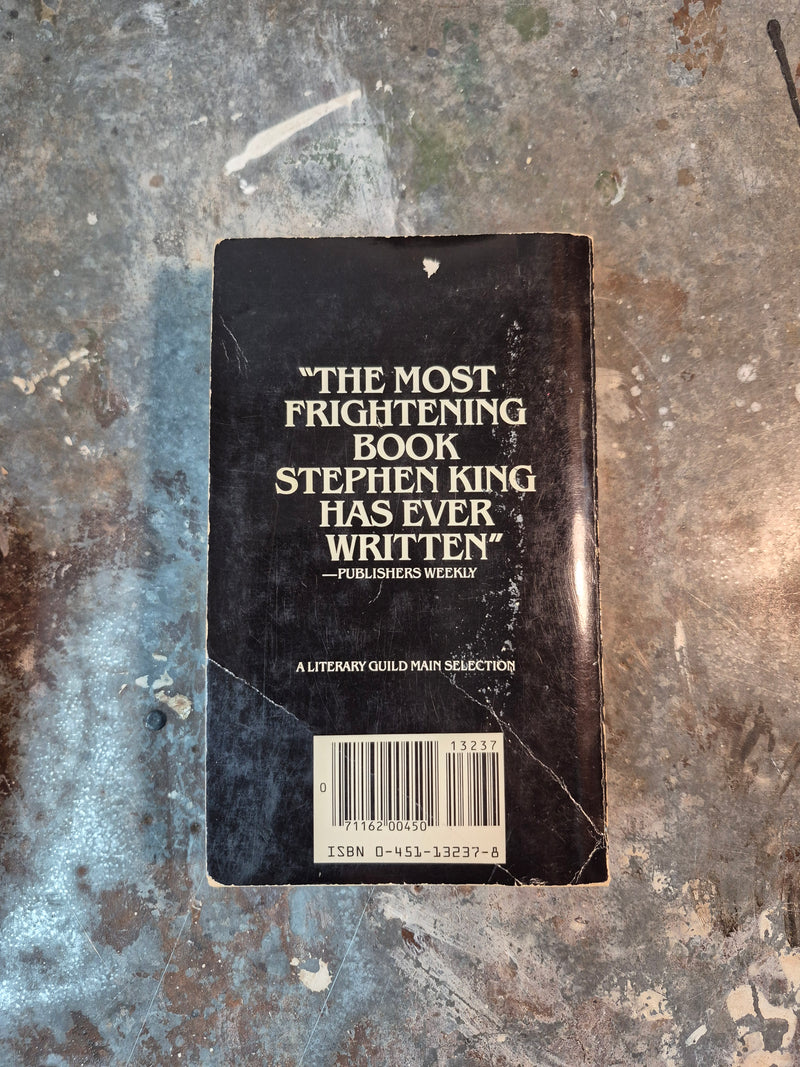 “THE MOST
FRIGHTENING
BOOK
STEPHEN KING
HAS EVER
WRITTEN”
—PUBLISHERS WEEKLY
A LITERARY GUILD MAIN SELECTION
13237
0
71162 00450
ISBN 0-451-13237-8